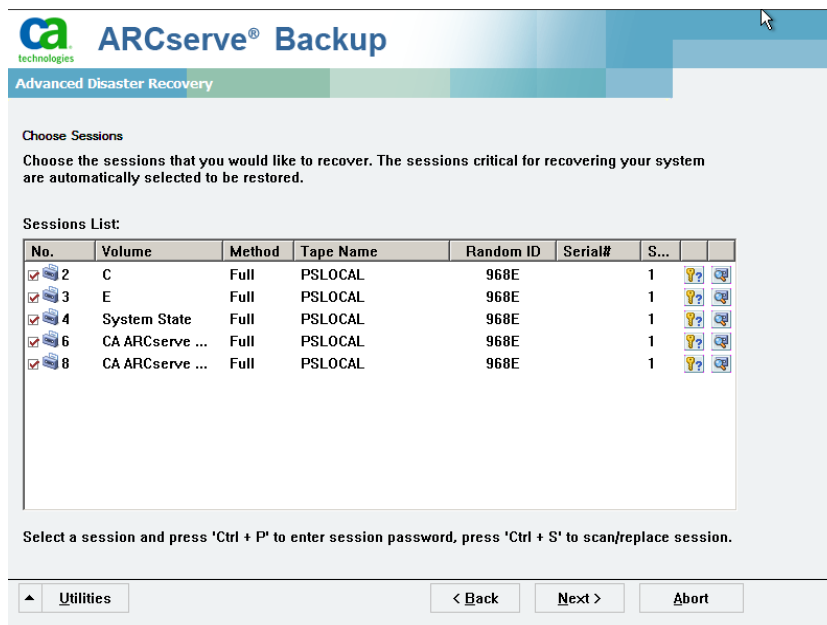 ca
technologies
ARCserve® Backup
Advanced Disaster Recovery
Choose Sessions
Choose the sessions that you would like to recover. The sessions critical for recovering your system
are automatically selected to be restored.
Sessions List:
No. Volume Method Tape Name Random ID Serial# S...
2 C Full PSLOCAL 968E 1
3 E Full PSLOCAL 968E 1
4 System State Full PSLOCAL 968E 1
6 CA ARCserve ... Full PSLOCAL 968E 1
8 CA ARCserve ... Full PSLOCAL 968E 1
Select a session and press 'Ctrl + P' to enter session password, press 'Ctrl + S' to scan/replace session.
Utilities < Back Next > Abort